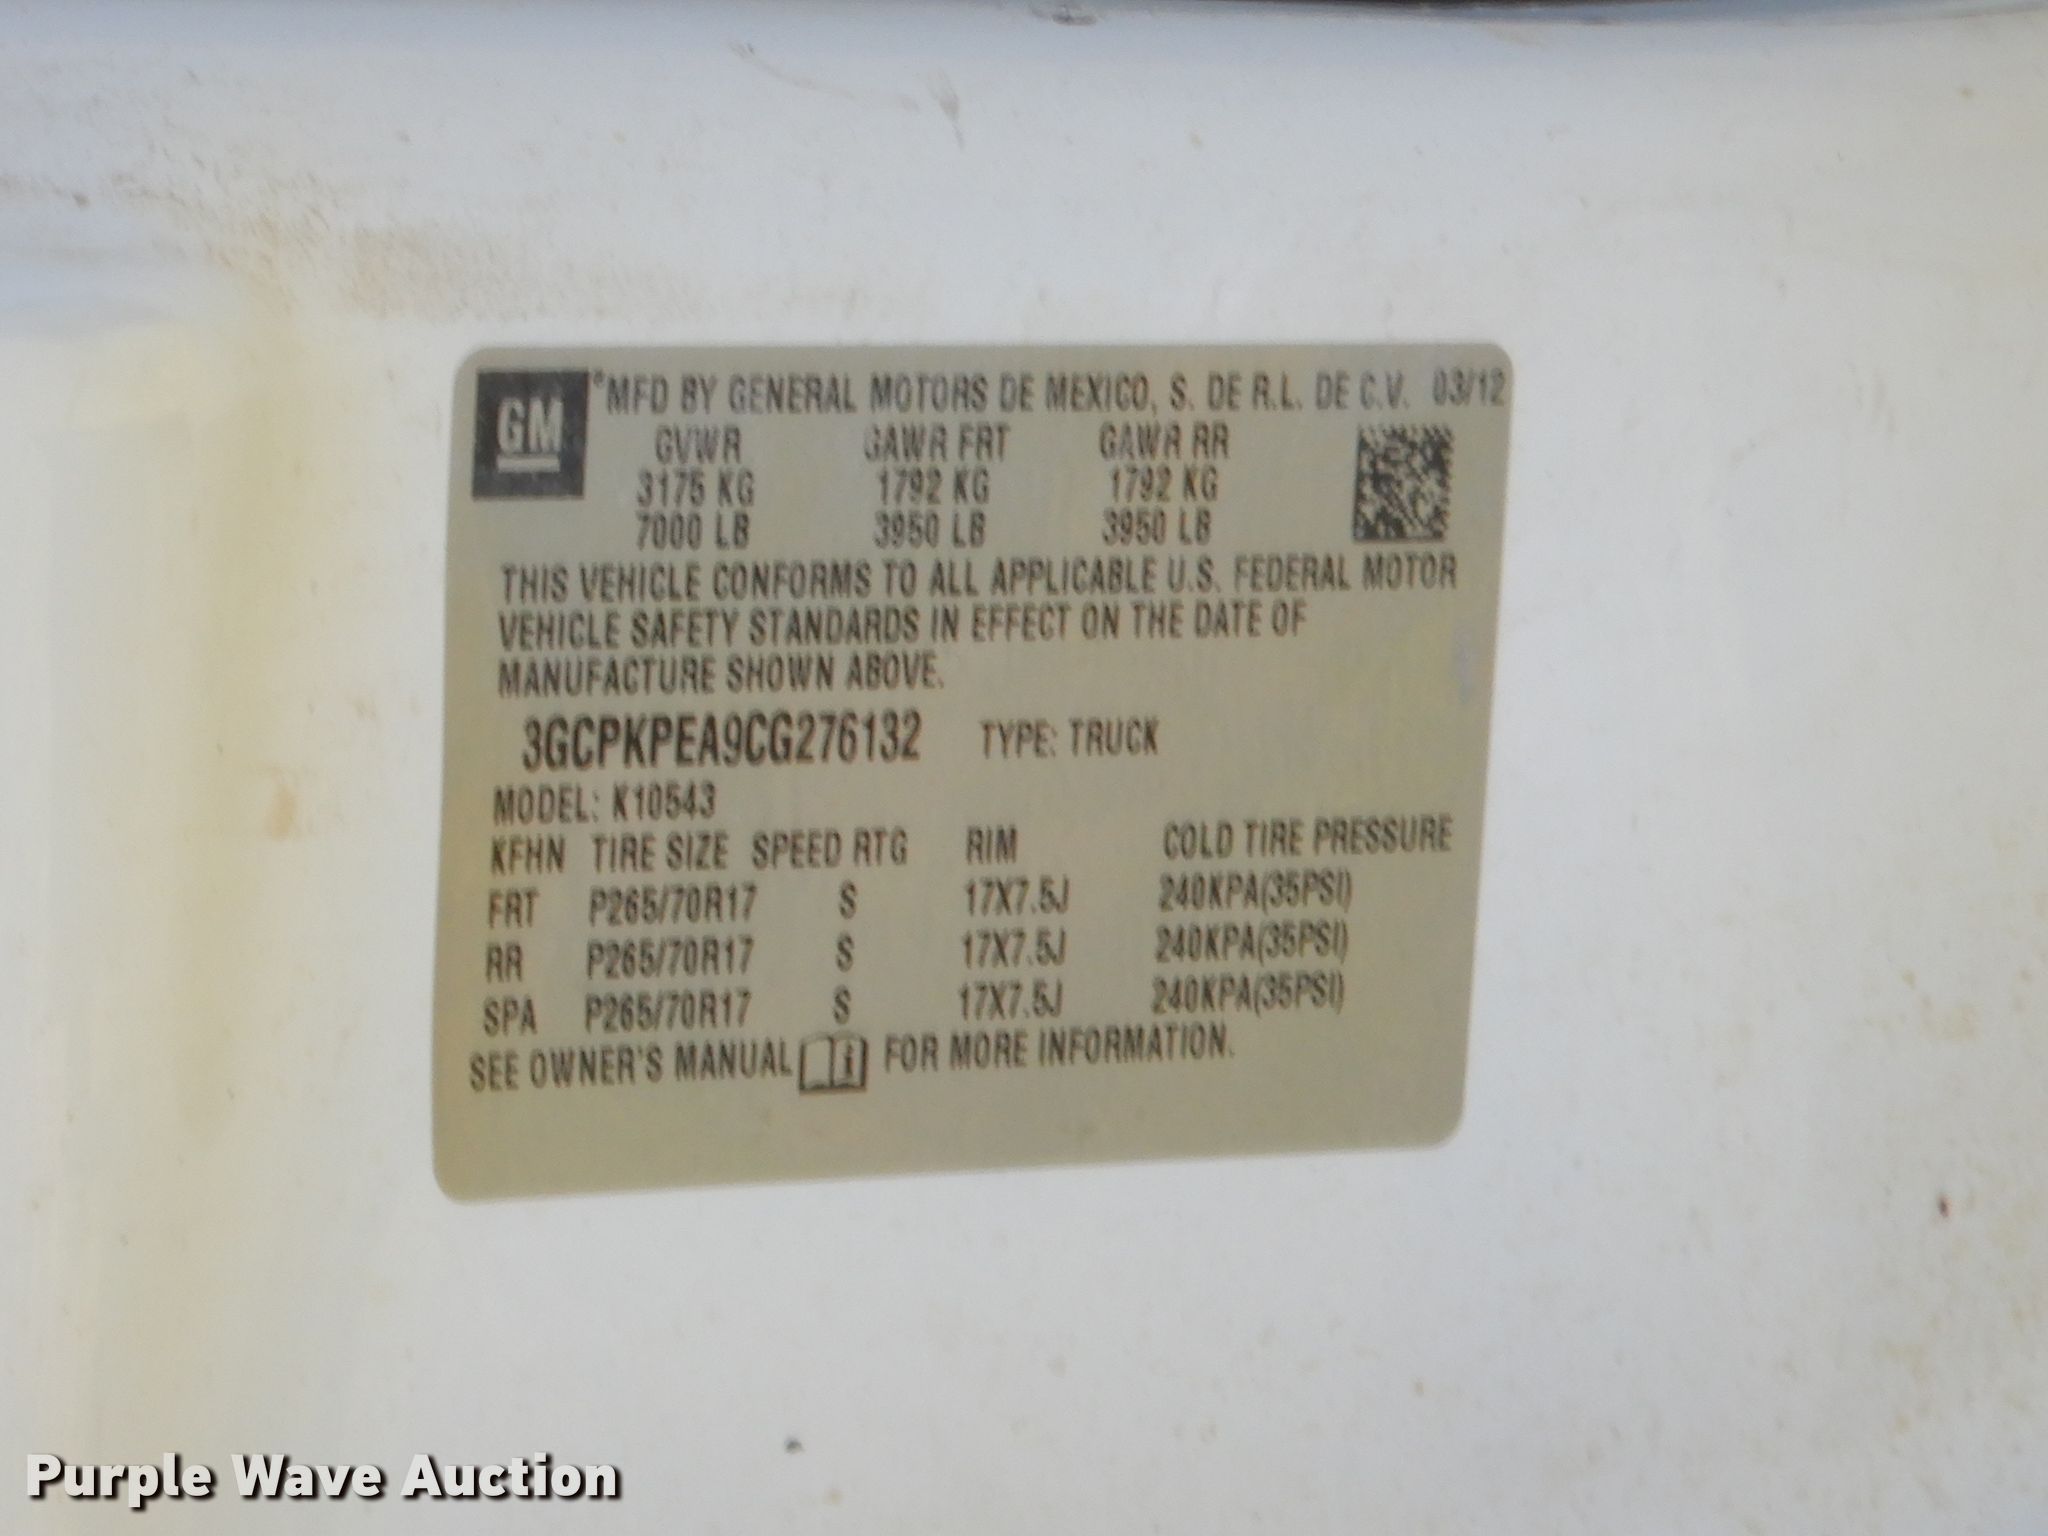 GM ®MFD BY GENERAL MOTORS DE MEXICO, S. DE R.L. DE C.V. 03/12
GVWR GAWR FRT GAWR RR
3175 KG 1792 KG 1792 KG
7000 LB 3950 LB 3950 LB
THIS VEHICLE CONFORMS TO ALL APPLICABLE U.S. FEDERAL MOTOR
VEHICLE SAFETY STANDARDS IN EFFECT ON THE DATE OF
MANUFACTURE SHOWN ABOVE.
3GCPKPEA9CG276132 TYPE: TRUCK
MODEL: K10543
KFHN TIRE SIZE SPEED RTG RIM COLD TIRE PRESSURE
FRT P265/70R17 S 17X7.5J 240KPA(35PSI)
RR P265/70R17 S 17X7.5J 240KPA(35PSI)
SPA P265/70R17 S 17X7.5J 240KPA(35PSI)
SEE OWNER'S MANUAL i FOR MORE INFORMATION.
Purple Wave Auction